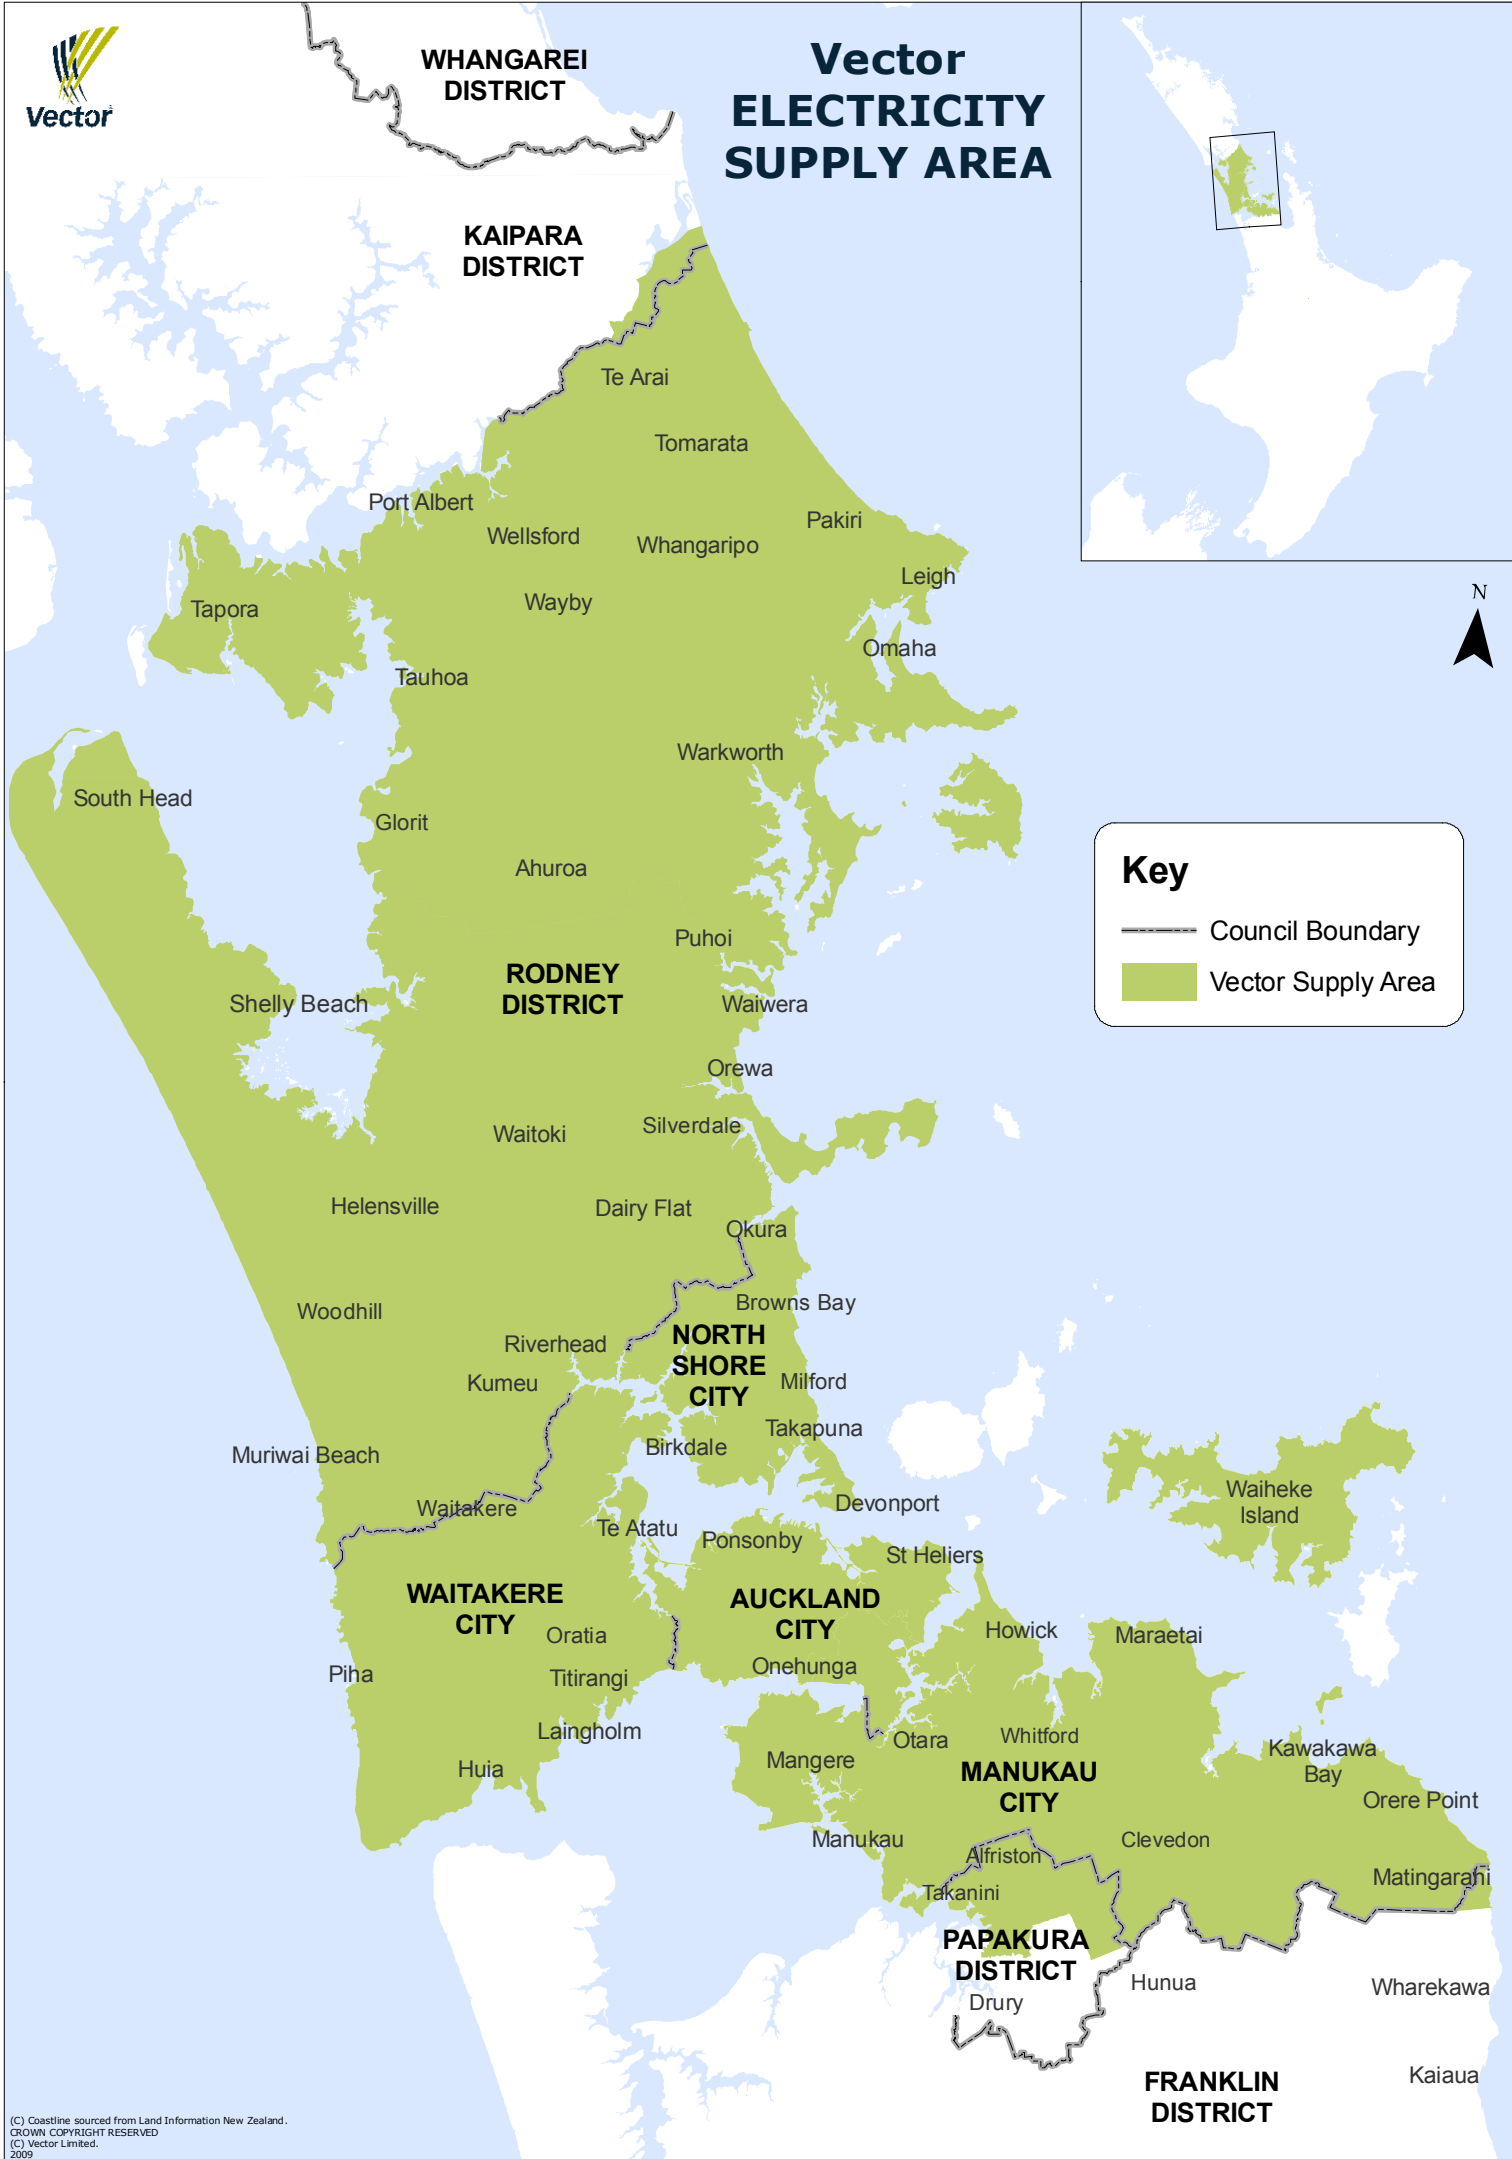 Vector
Vector
ELECTRICITY
SUPPLY AREA
WHANGAREI
DISTRICT
KAIPARA
DISTRICT
Te Arai
Tomarata
Port Albert
Pakiri
Wellsford
Whangaripo
Leigh
N
Wayby
Tapora
Omaha
Tauhoa
Warkworth
South Head
Glorit
Ahuroa
Key
Council Boundary
Vector Supply Area
Puhoi
RODNEY
DISTRICT
Shelly Beach
Waiwera
Orewa
Silverdale
Waitoki
Helensville
Dairy Flat
Okura
Browns Bay
Woodhill
Riverhead
NORTH
SHORE
CITY
Kumeu
Milford
Takapuna
Birkdale
Muriwai Beach
Waiheke
Island
Devonport
Waitakere
Te Atatu
Ponsonby
St Heliers
WAITAKERE
CITY
AUCKLAND
CITY
Oratia
Howick
Maraetai
Onehunga
Piha
Titirangi
Laingholm
Otara
Whitford
Kawakawa
Bay
Mangere
Huia
MANUKAU
CITY
Orere Point
Manukau
Clevedon
Alfriston
Matingarahi
Takanini
PAPAKURA
DISTRICT
Hunua
Wharekawa
Drury
Kaiaua
FRANKLIN
DISTRICT
(C) Coastline sourced from Land Information New Zealand.
CROWN COPYRIGHT RESERVED
(C) Vector Limited.
2009